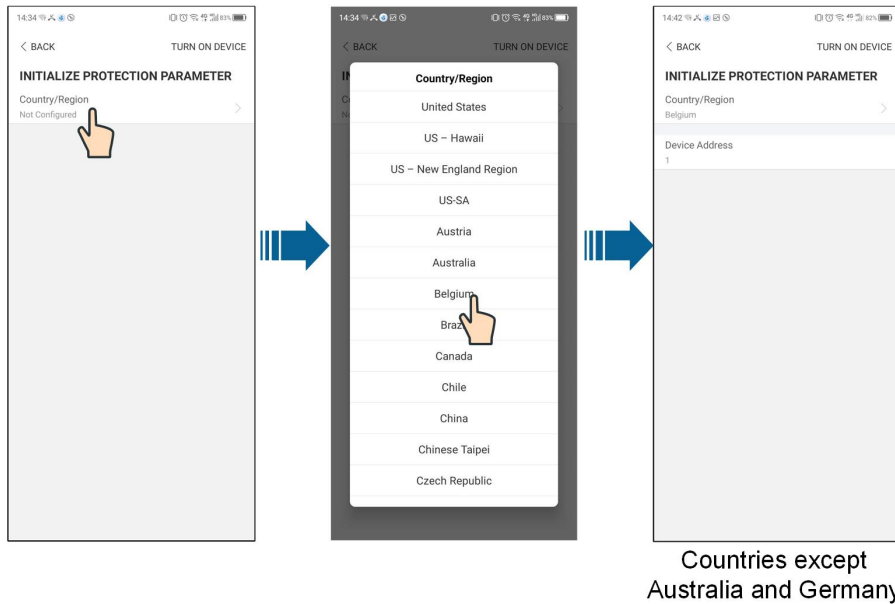 14:34
83%
BACK
TURN ON DEVICE
INITIALIZE PROTECTION PARAMETER
Country/Region
Not Configured
14:34
83%
BACK
TURN ON DEVICE
Country/Region
United States
US – Hawaii
US – New England Region
US-SA
Austria
Australia
Belgium
Canada
Chile
China
Chinese Taipei
Czech Republic
14:42
82%
BACK
TURN ON DEVICE
INITIALIZE PROTECTION PARAMETER
Country/Region
Belgium
Device Address
1
Countries except
Australia and Germany